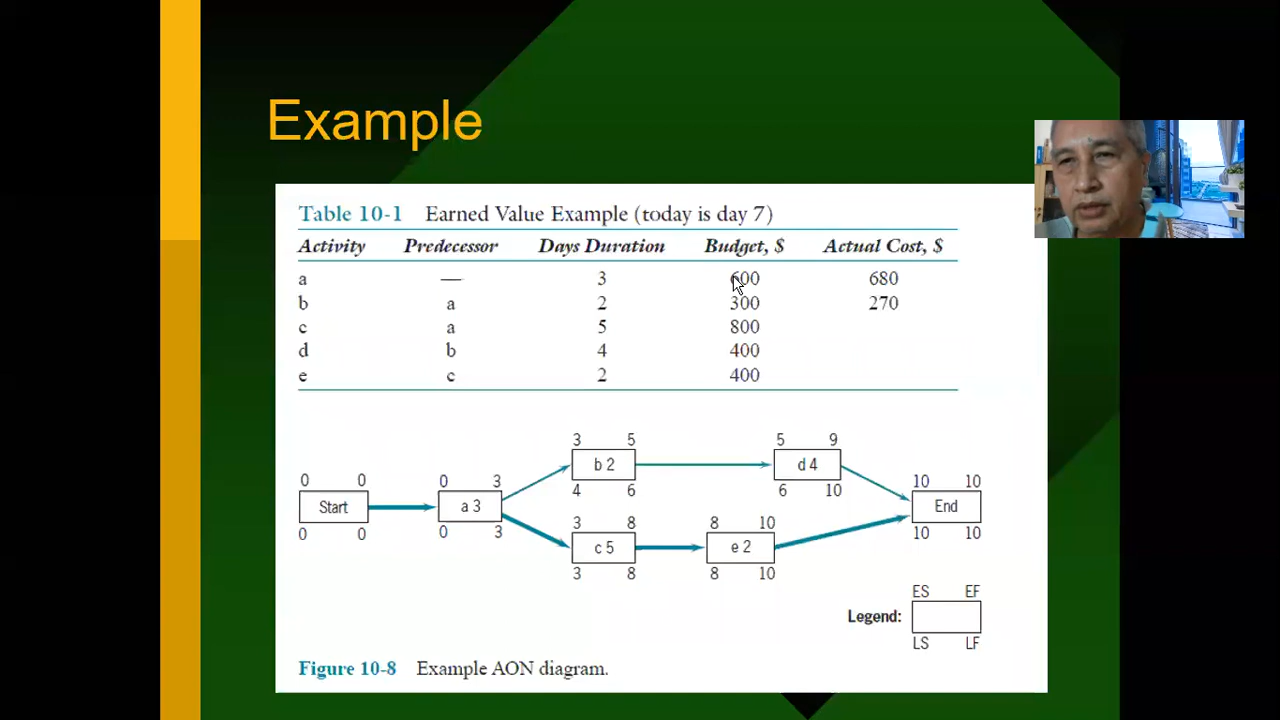 Example
Table 10-1 Earned Value Example (today is day 7)
Activity Predecessor Days Duration Budget, $ Actual Cost, $
a — 3 600 680
b a 2 300 270
c a 5 800
d b 4 400
e c 2 400
3 5
b 2
4 6
5 9
d 4
6 10
0 0
Start
0 0
0 3
a 3
0 3
10 10
End
10 10
3 8
c 5
3 8
8 10
e 2
8 10
Legend:
ES EF
LS LF
Figure 10-8 Example AON diagram.